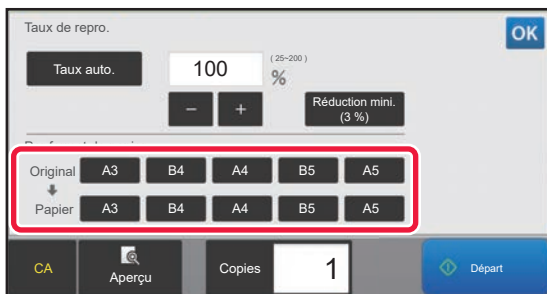 Taux de repro.
OK
Taux auto.
100
(25~200)
%
−
+
Réduction mini.
(3 %)
Original
A3
B4
A4
B5
A5
Papier
A3
B4
A4
B5
A5
CA
Aperçu
Copies
1
Départ